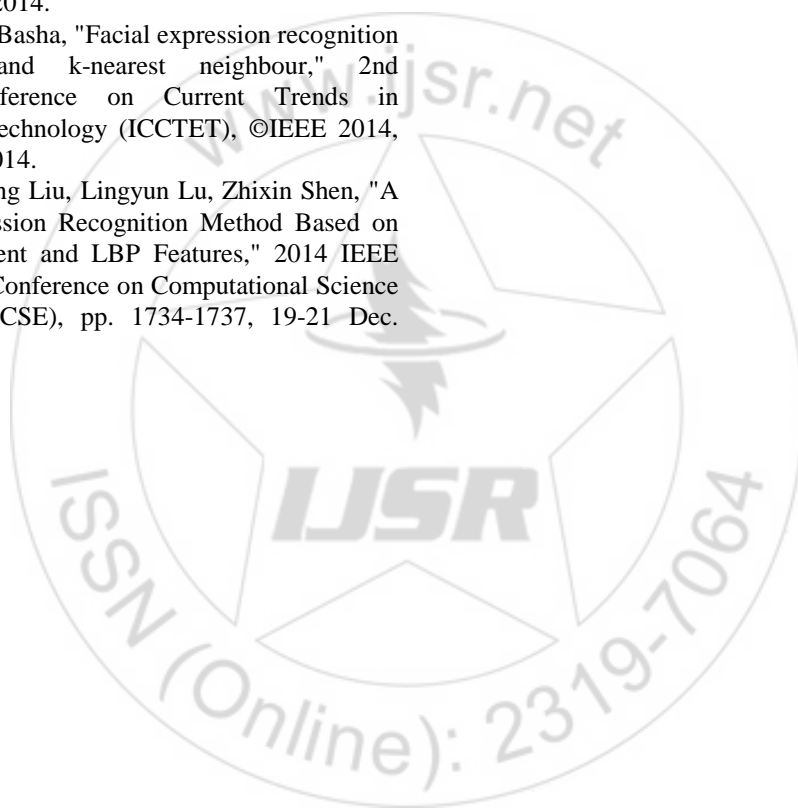 2014.
Basha, "Facial expression recognition
and k-nearest neighbour," 2nd
ference on Current Trends in
echnology (ICCTET), ©IEEE 2014,
014.
ng Liu, Lingyun Lu, Zhixin Shen, "A
ssion Recognition Method Based on
ent and LBP Features," 2014 IEEE
Conference on Computational Science
CSE), pp. 1734-1737, 19-21 Dec.
www.ijsr.net
IJSR
ISSN (Online): 2319-7064